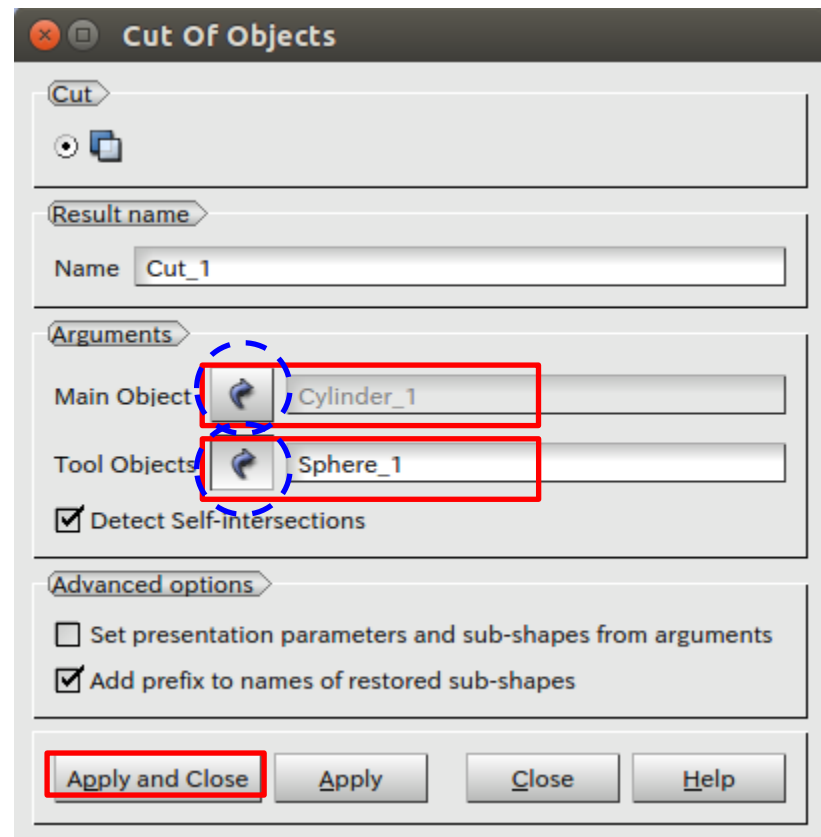 Cut Of Objects
Cut
Result name
Name Cut_1
Arguments
Main Object Cylinder_1
Tool Objects Sphere_1
Detect Self-intersections
Advanced options
Set presentation parameters and sub-shapes from arguments
Add prefix to names of restored sub-shapes
Apply and Close Apply Close Help